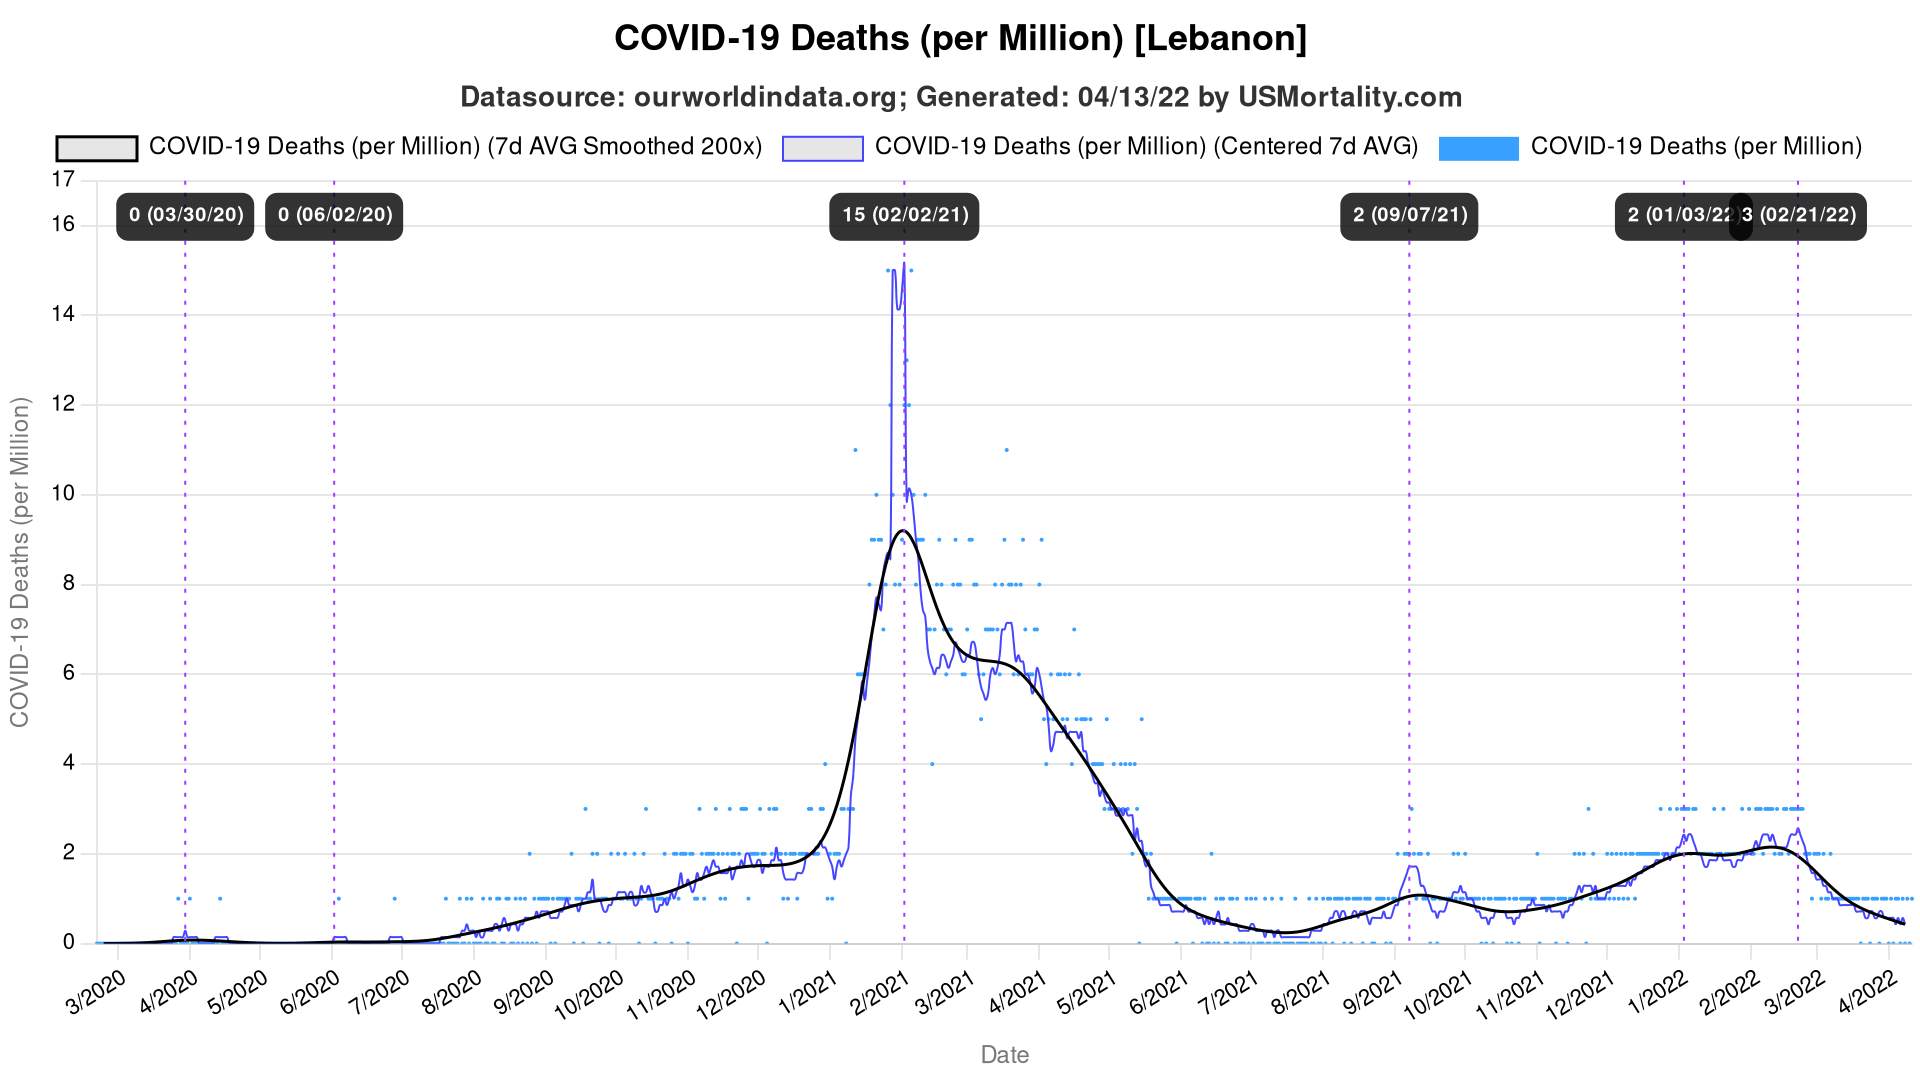 COVID-19 Deaths (per Million) [Lebanon]
Datasource: ourworldindata.org; Generated: 04/13/22 by USMortality.com
COVID-19 Deaths (per Million) (7d AVG Smoothed 200x) COVID-19 Deaths (per Million) (Centered 7d AVG) COVID-19 Deaths (per Million)
17
0 (03/30/20) 0 (06/02/20) 15 (02/02/21) 2 (09/07/21) 2 (01/03/22) 3 (02/21/22)
16
14
12
10
8
6
4
2
0
COVID-19 Deaths (per Million)
3/2020 4/2020 5/2020 6/2020 7/2020 8/2020 9/2020 10/2020 11/2020 12/2020 1/2021 2/2021 3/2021 4/2021 5/2021 6/2021 7/2021 8/2021 9/2021 10/2021 11/2021 12/2021 1/2022 2/2022 3/2022 4/2022
Date